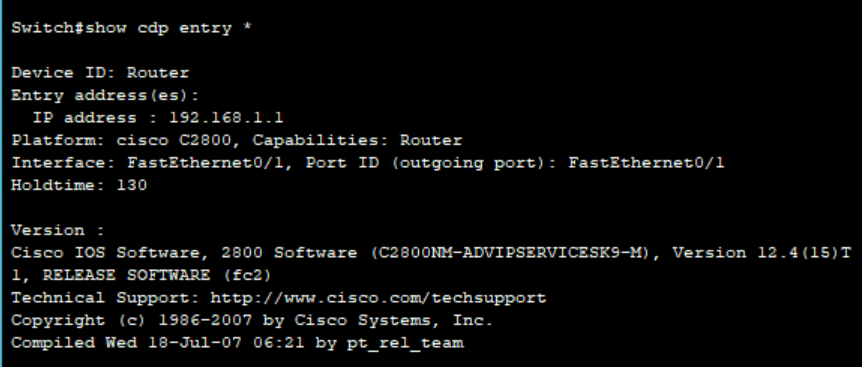 Switch#show cdp entry *
Device ID: Router
Entry address(es):
IP address : 192.168.1.1
Platform: cisco C2800, Capabilities: Router
Interface: FastEthernet0/1, Port ID (outgoing port): FastEthernet0/1
Holdtime: 130
Version :
Cisco IOS Software, 2800 Software (C2800NM-ADVIPSERVICESK9-M), Version 12.4(15)T
1, RELEASE SOFTWARE (fc2)
Technical Support: http://www.cisco.com/techsupport
Copyright (c) 1986-2007 by Cisco Systems, Inc.
Compiled Wed 18-Jul-07 06:21 by pt_rel_team